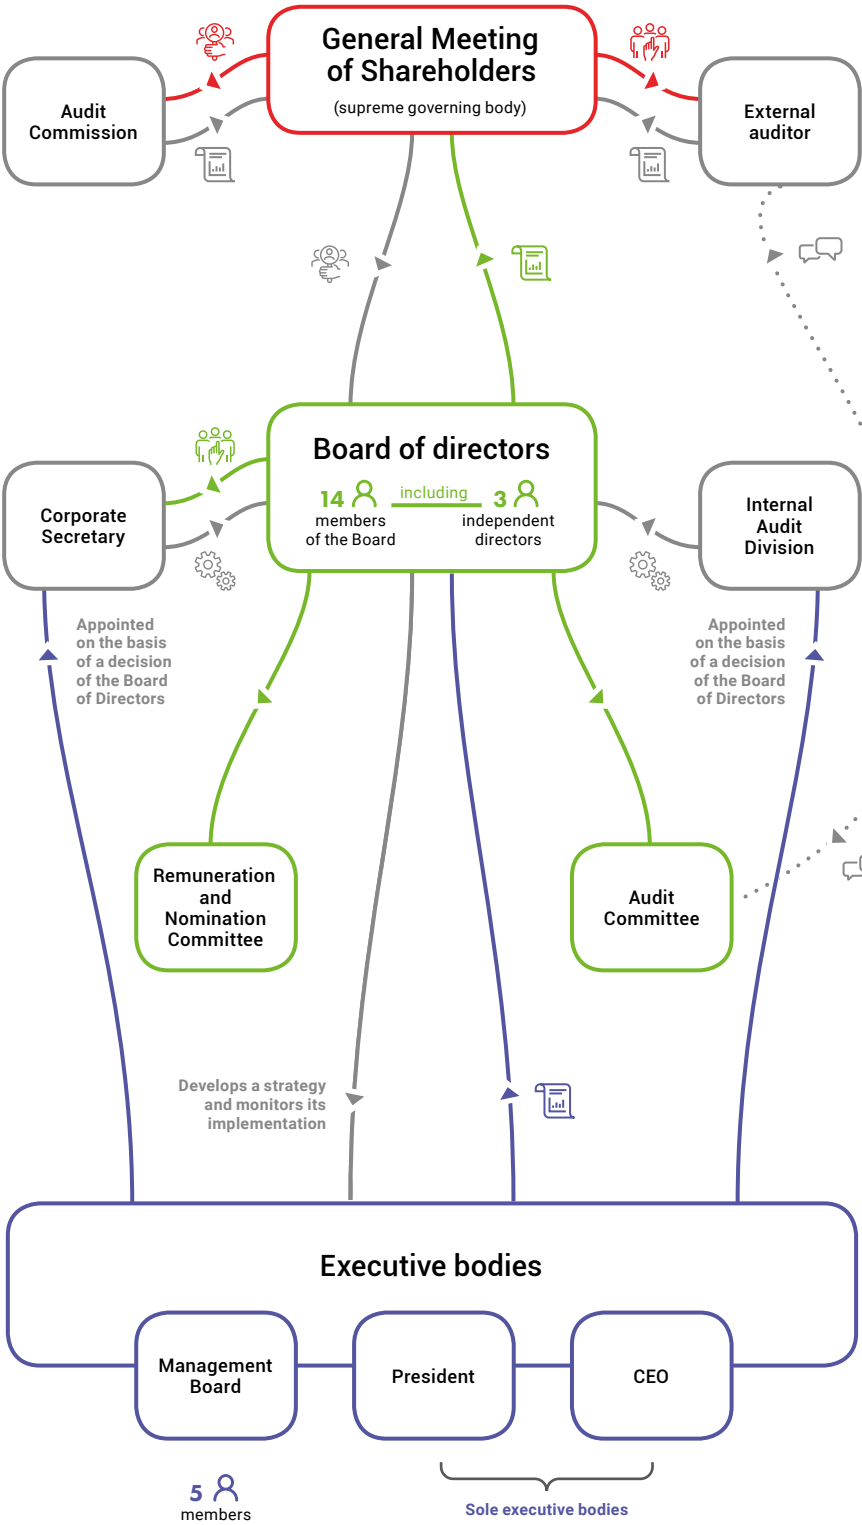 General Meeting
of Shareholders
(supreme governing body)
Audit
Commission
External
auditor
Board of directors
14
members
of the Board
including
3
independent
directors
Corporate
Secretary
Internal
Audit
Division
Appointed
on the basis
of a decision
of the Board
of Directors
Appointed
on the basis
of a decision
of the Board
of Directors
Remuneration
and
Nomination
Committee
Audit
Committee
Develops a strategy
and monitors its
implementation
Executive bodies
Management
Board
President
CEO
5
members
Sole executive bodies